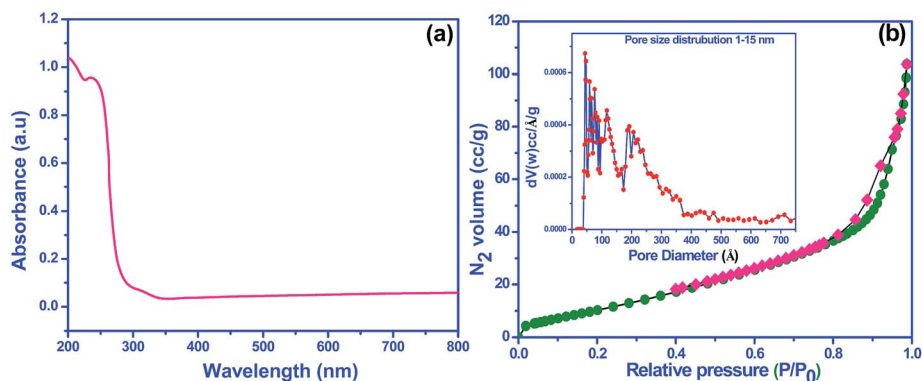 (a)
Absorbance (a.u)
1.2
1.0
0.8
0.6
0.4
0.2
0.0
200 300 400 500 600 700 800
Wavelength (nm)
(b)
N2 volume (cc/g)
120
100
80
60
40
20
0
0.0 0.2 0.4 0.6 0.8 1.0
Relative pressure (P/P0)
Pore size distrubution 1-15 nm
dV(w)cc/Å/g
0.0006
0.0004
0.0002
0.0000
0 100 200 300 400 500 600 700
Pore Diameter (Å)